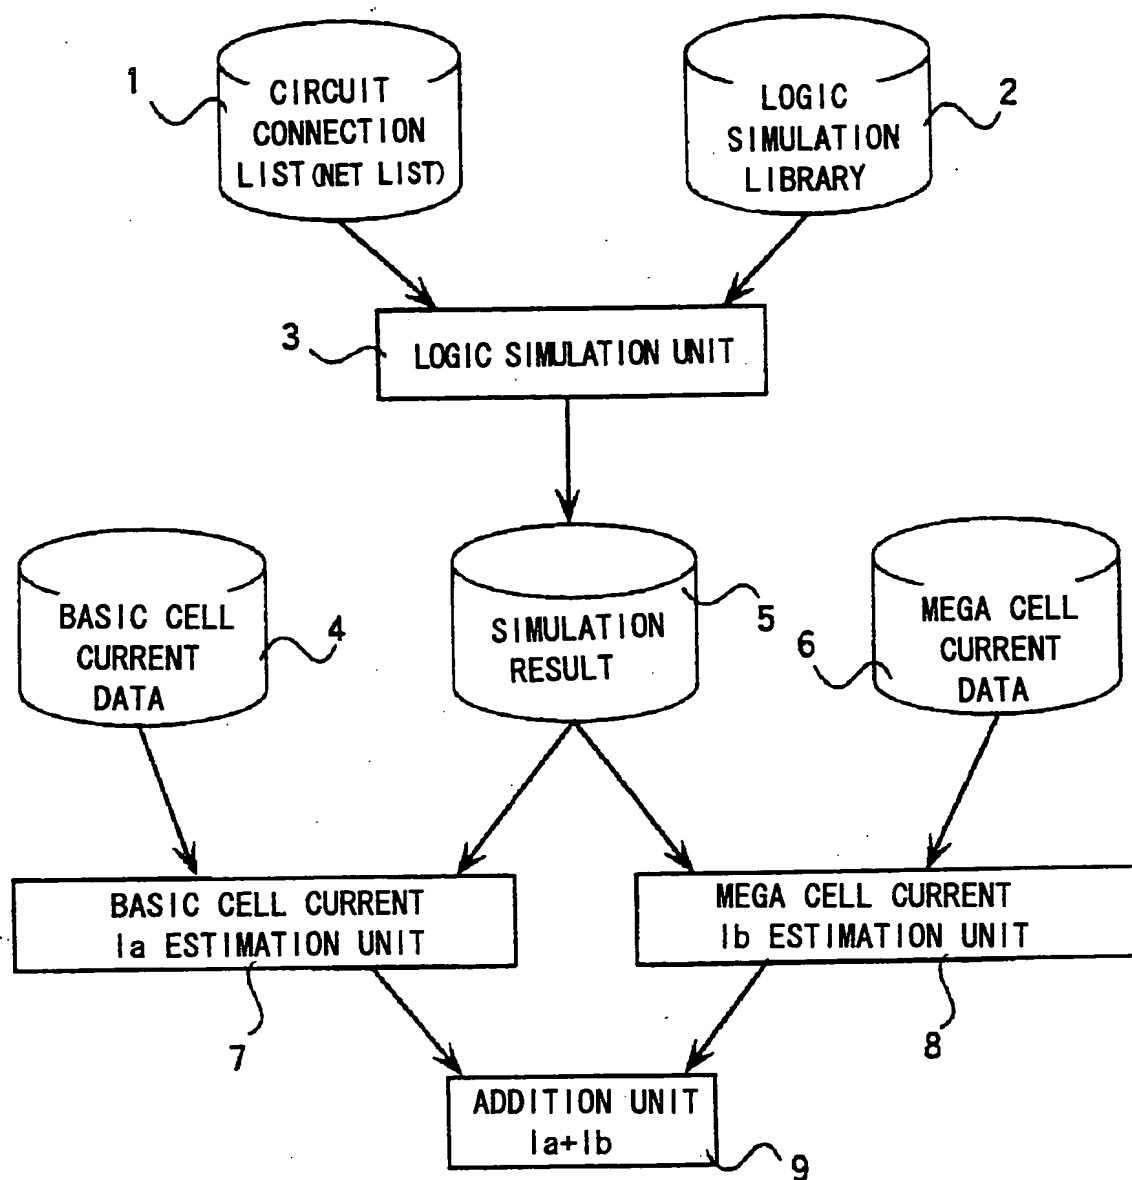 1
CIRCUIT
CONNECTION
LIST(NET LIST)
LOGIC
SIMULATION
LIBRARY
2
3
LOGIC SIMULATION UNIT
BASIC CELL
CURRENT
DATA
4
SIMULATION
RESULT
5
MEGA CELL
CURRENT
DATA
6
BASIC CELL CURRENT
Ia ESTIMATION UNIT
7
MEGA CELL CURRENT
Ib ESTIMATION UNIT
8
ADDITION UNIT
Ia+Ib
9